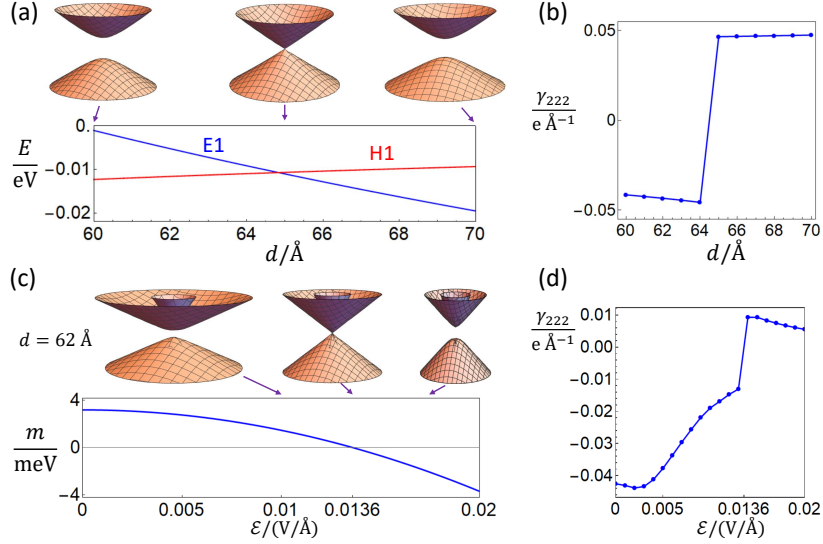 (a)
E/eV
0.
−0.01
−0.02
E1
H1
60 62 64 66 68 70
d/Å
(b)
γ222/e Å−1
0.05
0
−0.05
60 62 64 66 68 70
d/Å
(c)
d = 62 Å
m/meV
4
0
−4
0 0.005 0.01 0.0136 0.02
ℰ/(V/Å)
(d)
γ222/e Å−1
0.01
0.00
−0.01
−0.02
−0.03
−0.04
0 0.005 0.0136 0.02
ℰ/(V/Å)